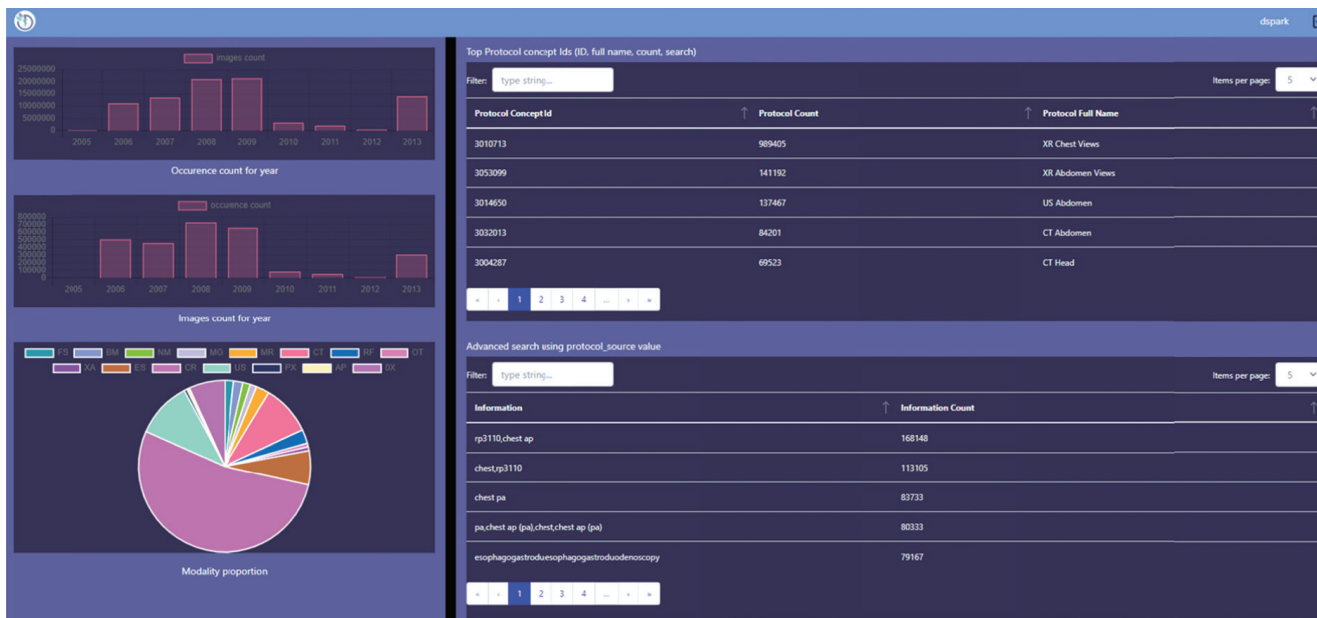 dspark
images count
25000000
20000000
15000000
10000000
5000000
0
2005 2006 2007 2008 2009 2010 2011 2012 2013
Occurence count for year
occurence count
800000
700000
600000
500000
400000
300000
200000
100000
0
2005 2006 2007 2008 2009 2010 2011 2012 2013
Images count for year
FS BM NM MG MR CT RF OT
XA ES CR US PX AP DX
Modality proportion
Top Protocol concept Ids (ID, full name, count, search)
Filter: type string... Items per page: 5
Protocol Concept Id ↑ Protocol Count ↑ Protocol Full Name ↑
3010713 989405 XR Chest Views
3053099 141192 XR Abdomen Views
3014650 137467 US Abdomen
3032013 84201 CT Abdomen
3004287 69523 CT Head
« ‹ 1 2 3 4 ... › »
Advanced search using protocol_source value
Filter: type string... Items per page: 5
Information ↑ Information Count ↑
rp3110,chest ap 168148
chest,rp3110 113105
chest pa 83733
pa,chest ap (pa),chest,chest ap (pa) 80333
esophagogastroduesophagogastroduodenoscopy 79167
« ‹ 1 2 3 4 ... › »